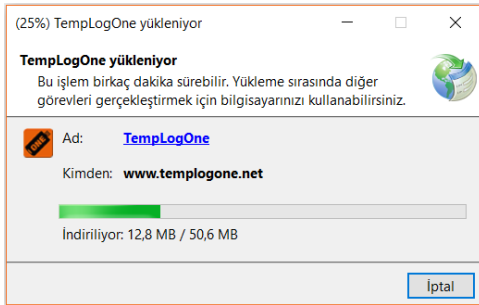 (25%) TempLogOne yükleniyor
TempLogOne yükleniyor
Bu işlem birkaç dakika sürebilir. Yükleme sırasında diğer
görevleri gerçekleştirmek için bilgisayarınızı kullanabilirsiniz.
ONE
Ad: TempLogOne
Kimden: www.templogone.net
İndiriliyor: 12,8 MB / 50,6 MB
İptal